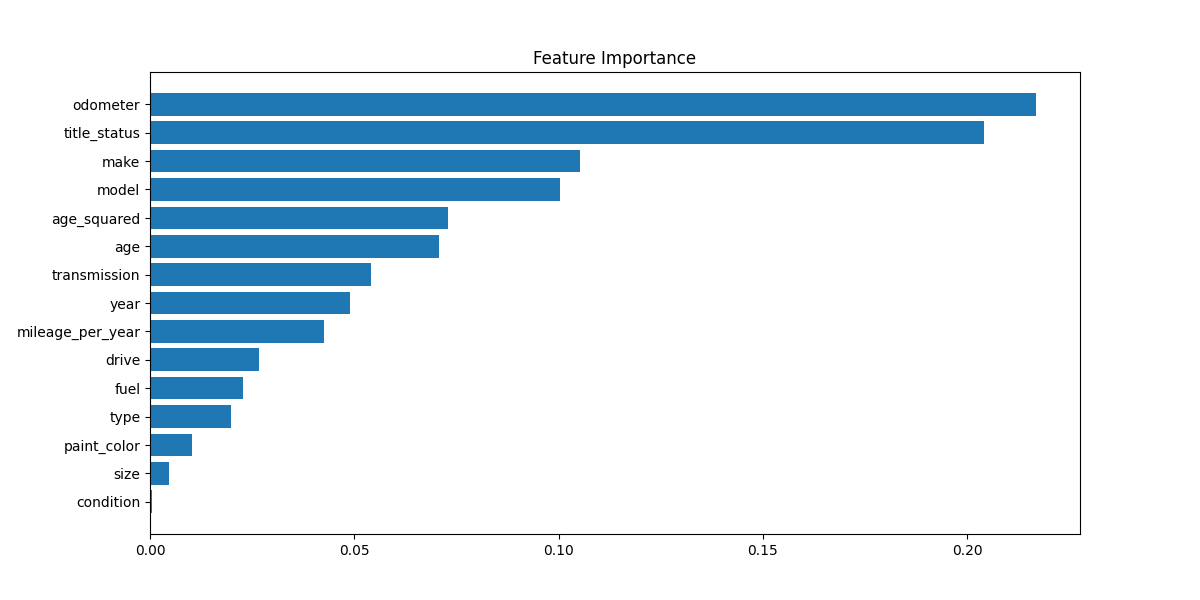 Feature Importance
odometer
title_status
make
model
age_squared
age
transmission
year
mileage_per_year
drive
fuel
type
paint_color
size
condition
0.00 0.05 0.10 0.15 0.20